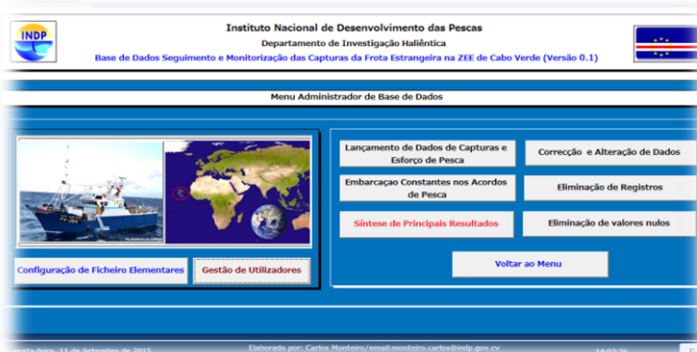 INDP
Instituto Nacional de Desenvolvimento das Pescas
Departamento de Investigação Haliêntica
Base de Dados Seguimento e Monitorização das Capturas da Frota Estrangeira na ZEE de Cabo Verde (Versão 0.1)
Menu Administrador de Base de Dados
Lançamento de Dados de Capturas e
Esforço de Pesca
Correcção e Alteração de Dados
Embarcaçao Constantes nos Acordos
de Pesca
Eliminação de Registros
Síntese de Principais Resultados
Eliminação de valores nulos
Configuração de Ficheiro Elementares
Gestão de Utilizadores
Voltar ao Menu
sexta-feira, 11 de Setembro de 2015
Elaborado por: Carlos Monteiro/email:monteiro.carlos@indp.gov.cv